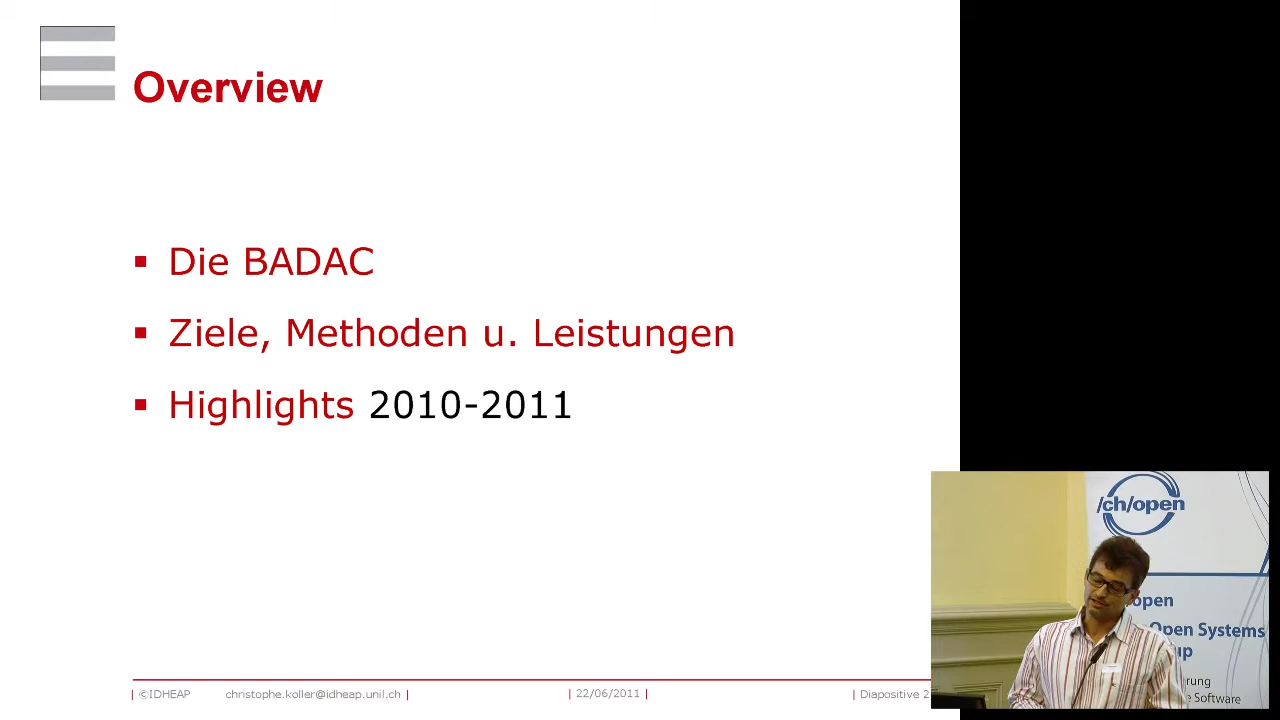 Overview
Die BADAC
Ziele, Methoden u. Leistungen
Highlights 2010-2011
| ©IDHEAP christophe.koller@idheap.unil.ch | | 22/06/2011 | | Diapositive 2
/ch/open
open
Open Systems
up
rung
e Software